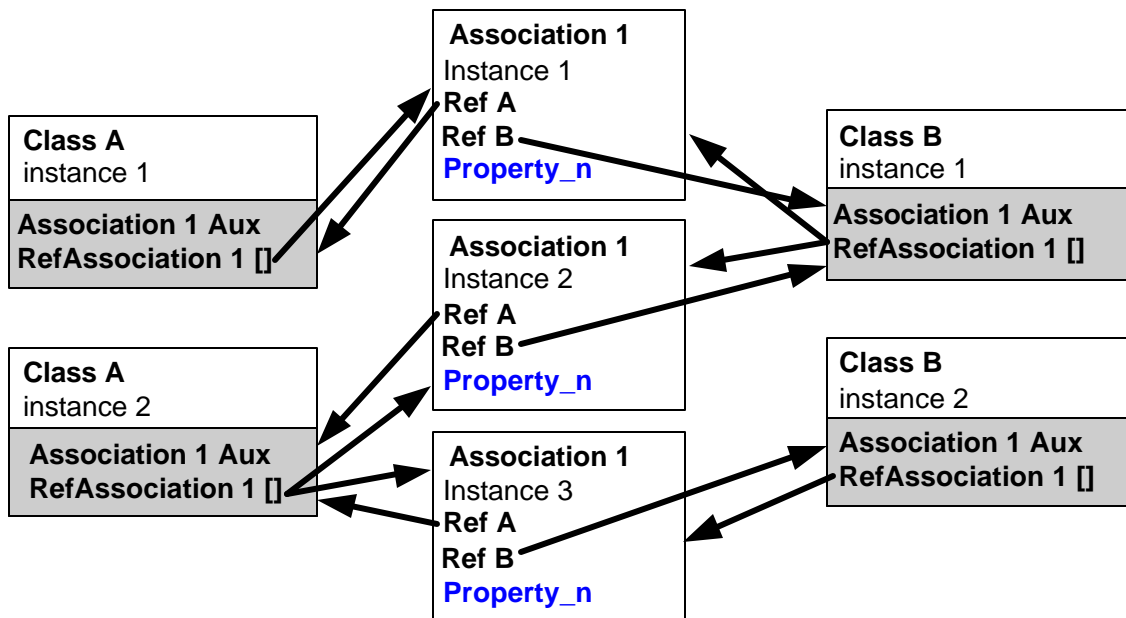 Association 1
Instance 1
Ref A
Ref B
Property_n
Class A
instance 1
Association 1 Aux
RefAssociation 1 []
Class B
instance 1
Association 1 Aux
RefAssociation 1 []
Association 1
Instance 2
Ref A
Ref B
Property_n
Class A
instance 2
Association 1 Aux
RefAssociation 1 []
Class B
instance 2
Association 1 Aux
RefAssociation 1 []
Association 1
Instance 3
Ref A
Ref B
Property_n